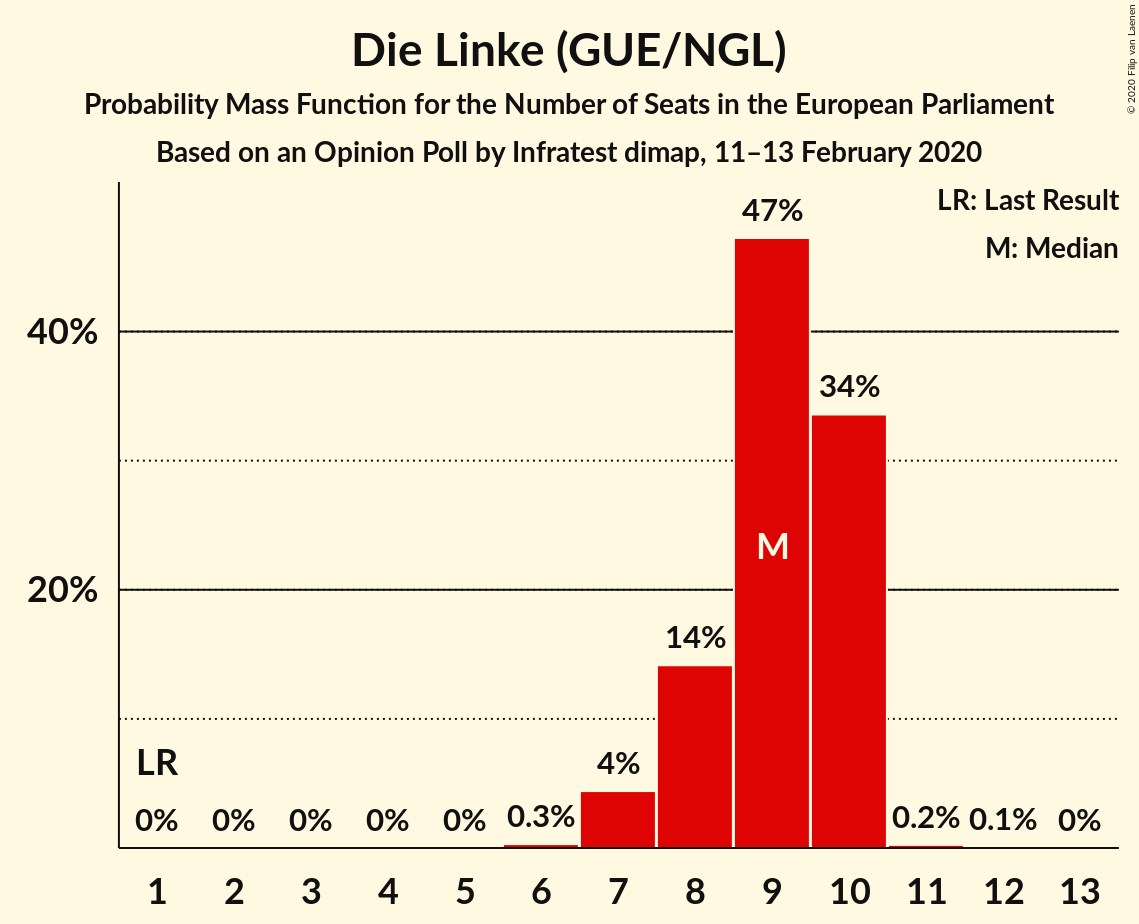 Die Linke (GUE/NGL)
Probability Mass Function for the Number of Seats in the European Parliament
Based on an Opinion Poll by Infratest dimap, 11–13 February 2020
© 2020 Filip van Laenen
LR: Last Result
M: Median
47%
40%
34%
M
20%
14%
LR
4%
0% 0% 0% 0% 0% 0.3% 0.2% 0.1% 0%
1 2 3 4 5 6 7 8 9 10 11 12 13